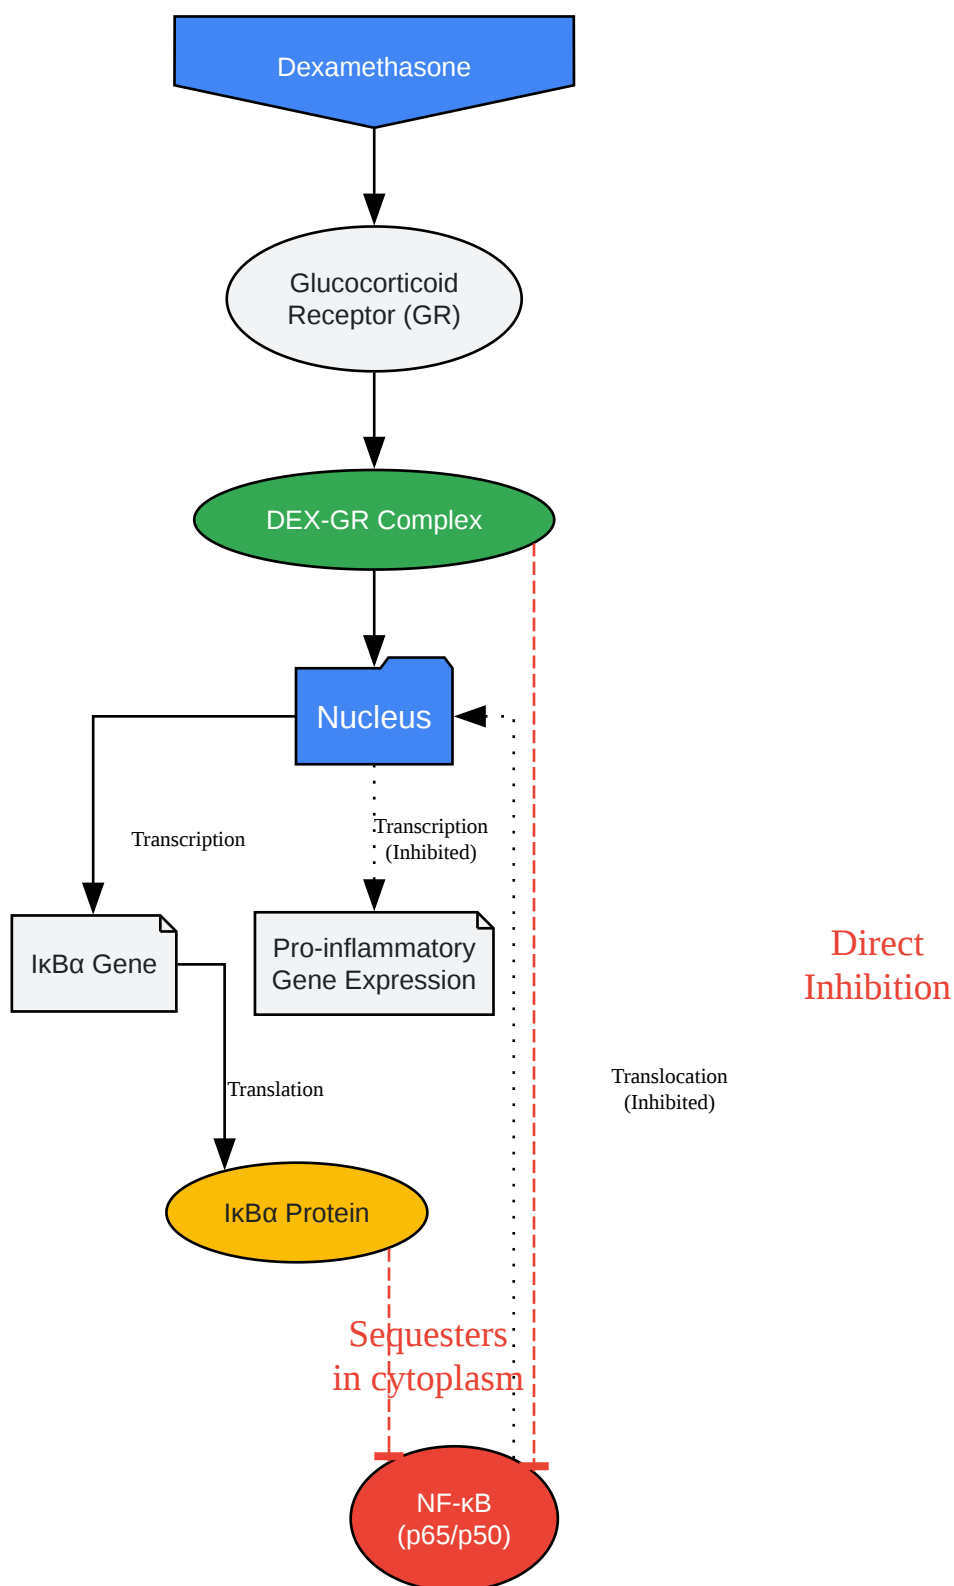 Dexamethasone
Glucocorticoid
Receptor (GR)
DEX-GR Complex
Nucleus
Transcription
Transcription
(Inhibited)
IκBα Gene
Pro-inflammatory
Gene Expression
Direct
Inhibition
Translocation
(Inhibited)
Translation
IκBα Protein
Sequesters
in cytoplasm
NF-κB
(p65/p50)